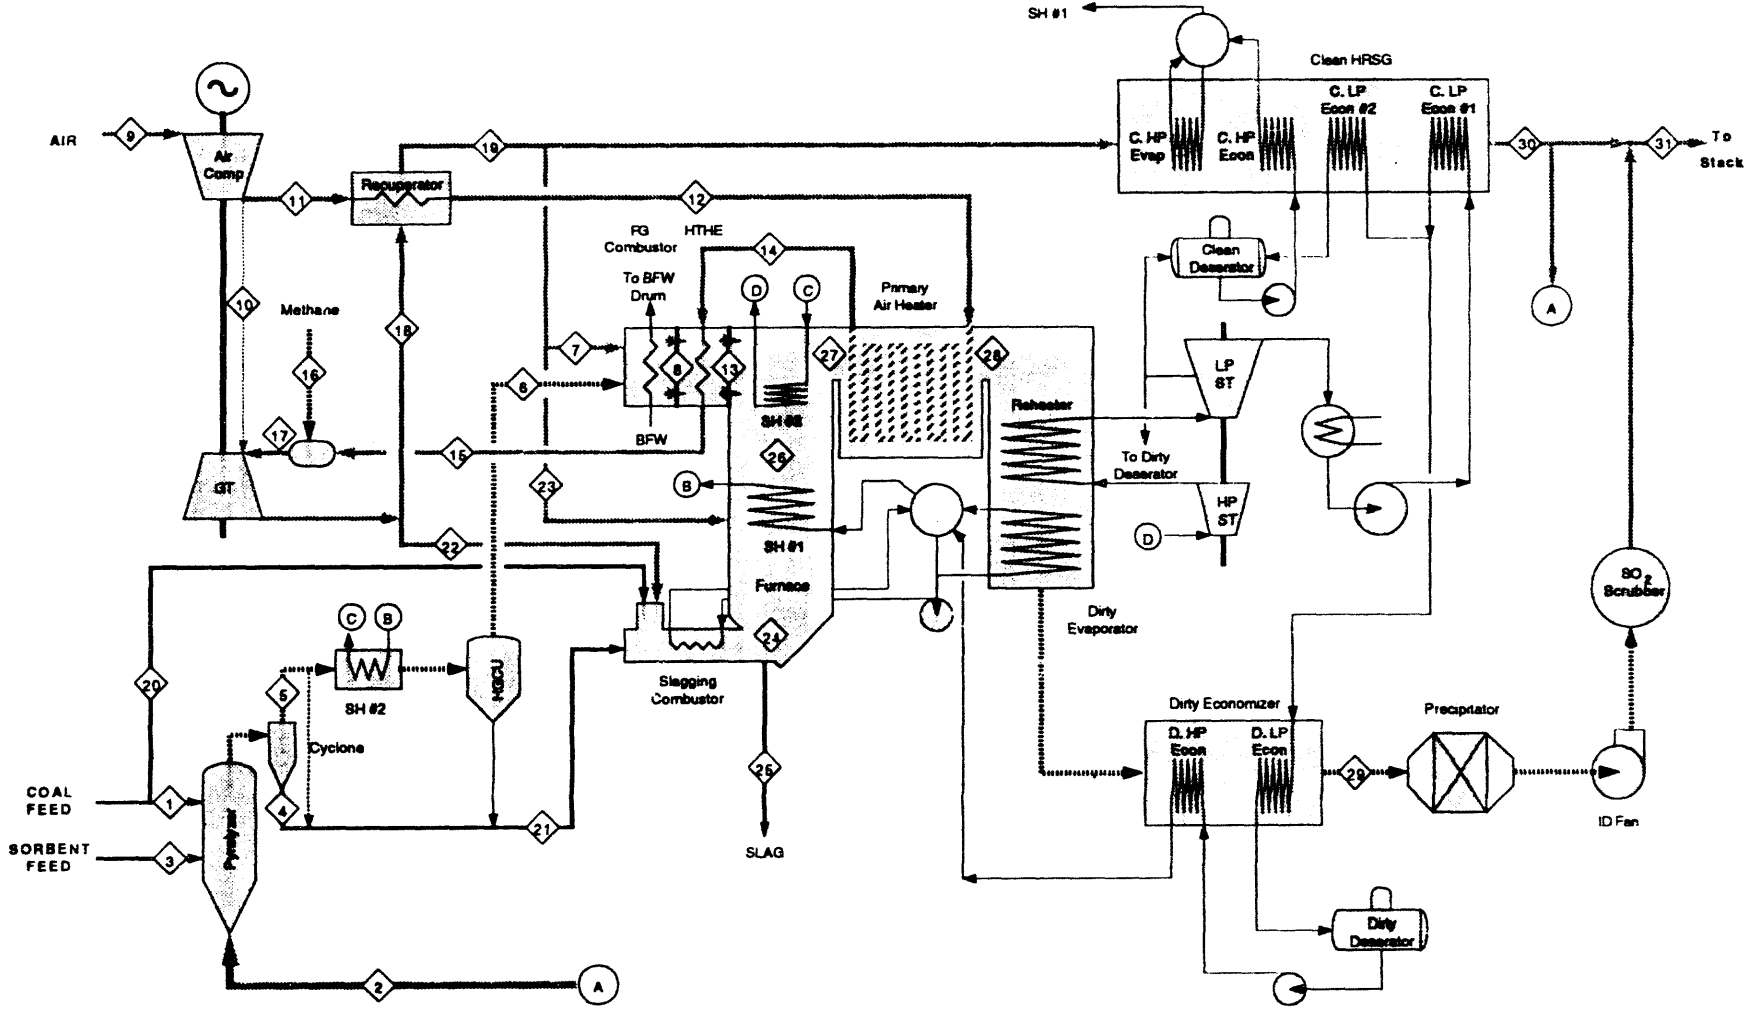 SH #1
Clean HRSG
C. LP
Econ #2
C. LP
Econ #1
C. HP
Evap
C. HP
Econ
AIR
9
Air
Comp
19
30
31
To
Stack
Recuperator
11
12
FG
Combustor
HTHE
14
To BFW
Drum
D
C
Primary
Air Heater
Clean
Deaerator
A
10
Methane
18
7
8
13
27
28
LP
ST
16
6
SH #2
Reheater
BFW
17
15
26
To Dirty
Deaerator
GT
23
B
HP
ST
D
22
SH #1
Furnace
SO2
Scrubber
C
B
24
Dirty
Evaporator
20
5
SH #2
HGCU
Slagging
Combustor
Dirty Economizer
Precipitator
Cyclone
D. HP
Econ
D. LP
Econ
25
29
COAL
FEED
1
4
21
ID Fan
Pyrolyzer
SORBENT
FEED
3
SLAG
Dirty
Deaerator
2
A